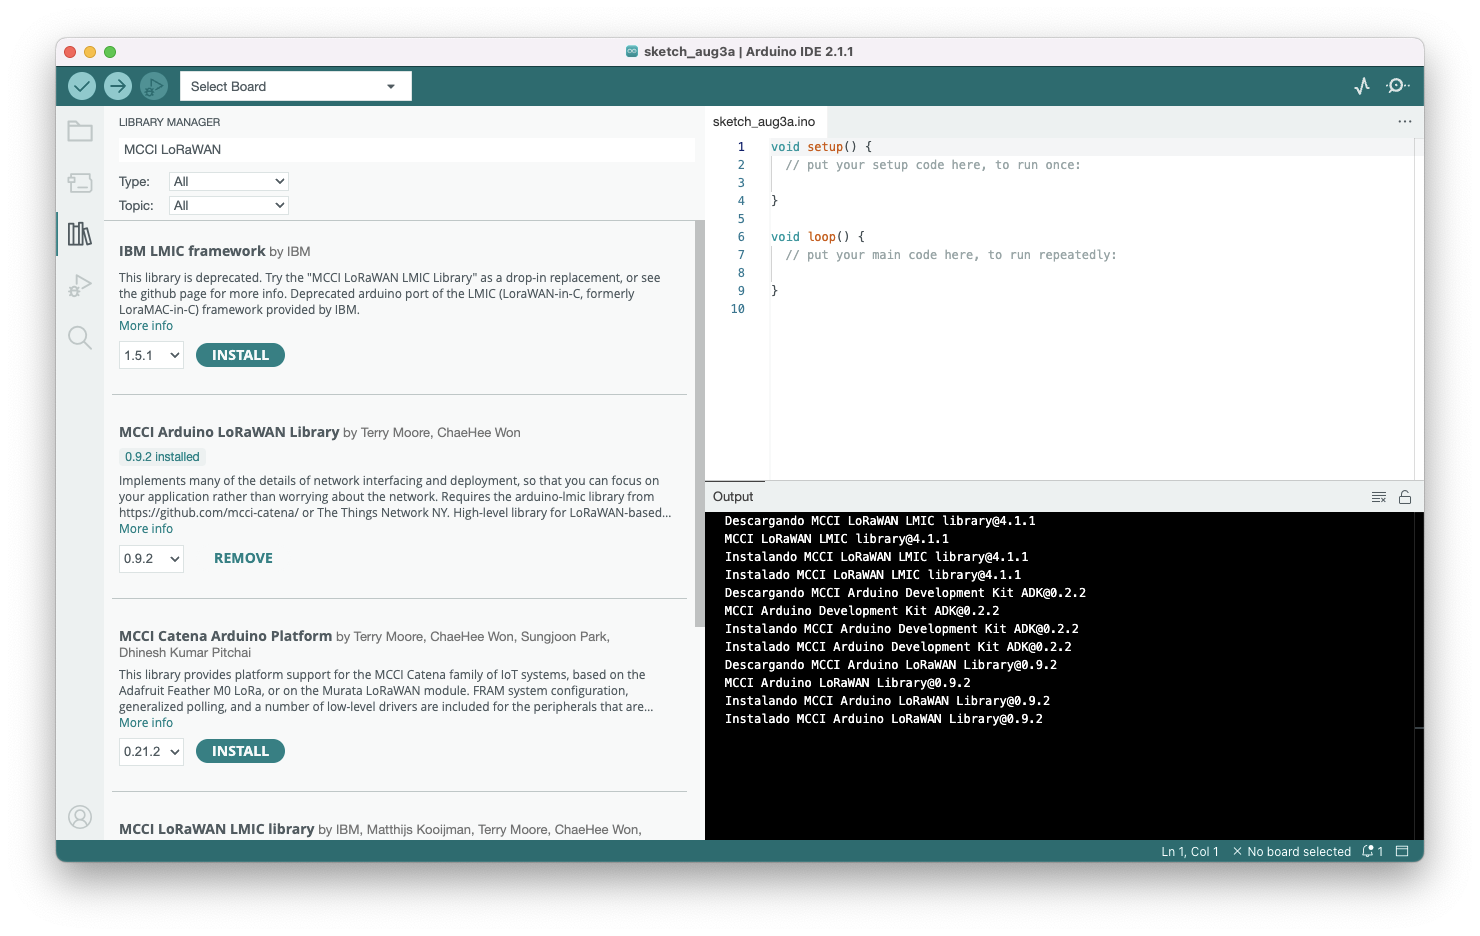 sketch_aug3a | Arduino IDE 2.1.1
Select Board
LIBRARY MANAGER
MCCI LoRaWAN
Type: All
Topic: All
IBM LMIC framework by IBM
This library is deprecated. Try the "MCCI LoRaWAN LMIC Library" as a drop-in replacement, or see
the github page for more info. Deprecated arduino port of the LMIC (LoraWAN-in-C, formerly
LoraMAC-in-C) framework provided by IBM.
More info
1.5.1 INSTALL
MCCI Arduino LoRaWAN Library by Terry Moore, ChaeHee Won
0.9.2 installed
Implements many of the details of network interfacing and deployment, so that you can focus on
your application rather than worrying about the network. Requires the arduino-lmic library from
https://github.com/mcci-catena/ or The Things Network NY. High-level library for LoRaWAN-based...
More info
0.9.2 REMOVE
MCCI Catena Arduino Platform by Terry Moore, ChaeHee Won, Sungjoon Park,
Dhinesh Kumar Pitchai
This library provides platform support for the MCCI Catena family of IoT systems, based on the
Adafruit Feather M0 LoRa, or on the Murata LoRaWAN module. FRAM system configuration,
generalized polling, and a number of low-level drivers are included for the peripherals that are...
More info
0.21.2 INSTALL
MCCI LoRaWAN LMIC library by IBM, Matthijs Kooijman, Terry Moore, ChaeHee Won,
sketch_aug3a.ino
1 void setup() {
2 // put your setup code here, to run once:
3
4 }
5
6 void loop() {
7 // put your main code here, to run repeatedly:
8
9 }
10
Output
Descargando MCCI LoRaWAN LMIC library@4.1.1
MCCI LoRaWAN LMIC library@4.1.1
Instalando MCCI LoRaWAN LMIC library@4.1.1
Instalado MCCI LoRaWAN LMIC library@4.1.1
Descargando MCCI Arduino Development Kit ADK@0.2.2
MCCI Arduino Development Kit ADK@0.2.2
Instalando MCCI Arduino Development Kit ADK@0.2.2
Instalado MCCI Arduino Development Kit ADK@0.2.2
Descargando MCCI Arduino LoRaWAN Library@0.9.2
MCCI Arduino LoRaWAN Library@0.9.2
Instalando MCCI Arduino LoRaWAN Library@0.9.2
Instalado MCCI Arduino LoRaWAN Library@0.9.2
Ln 1, Col 1 × No board selected 1